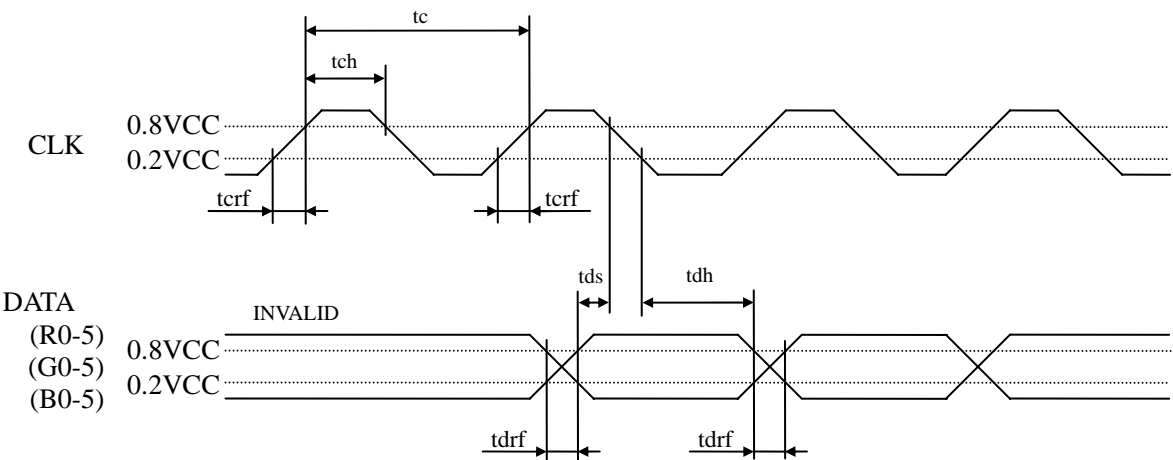 tc
tch
0.8VCC
CLK
0.2VCC
tcrf
tcrf
tds
tdh
DATA
INVALID
(R0-5)
0.8VCC
(G0-5)
0.2VCC
(B0-5)
tdrf
tdrf